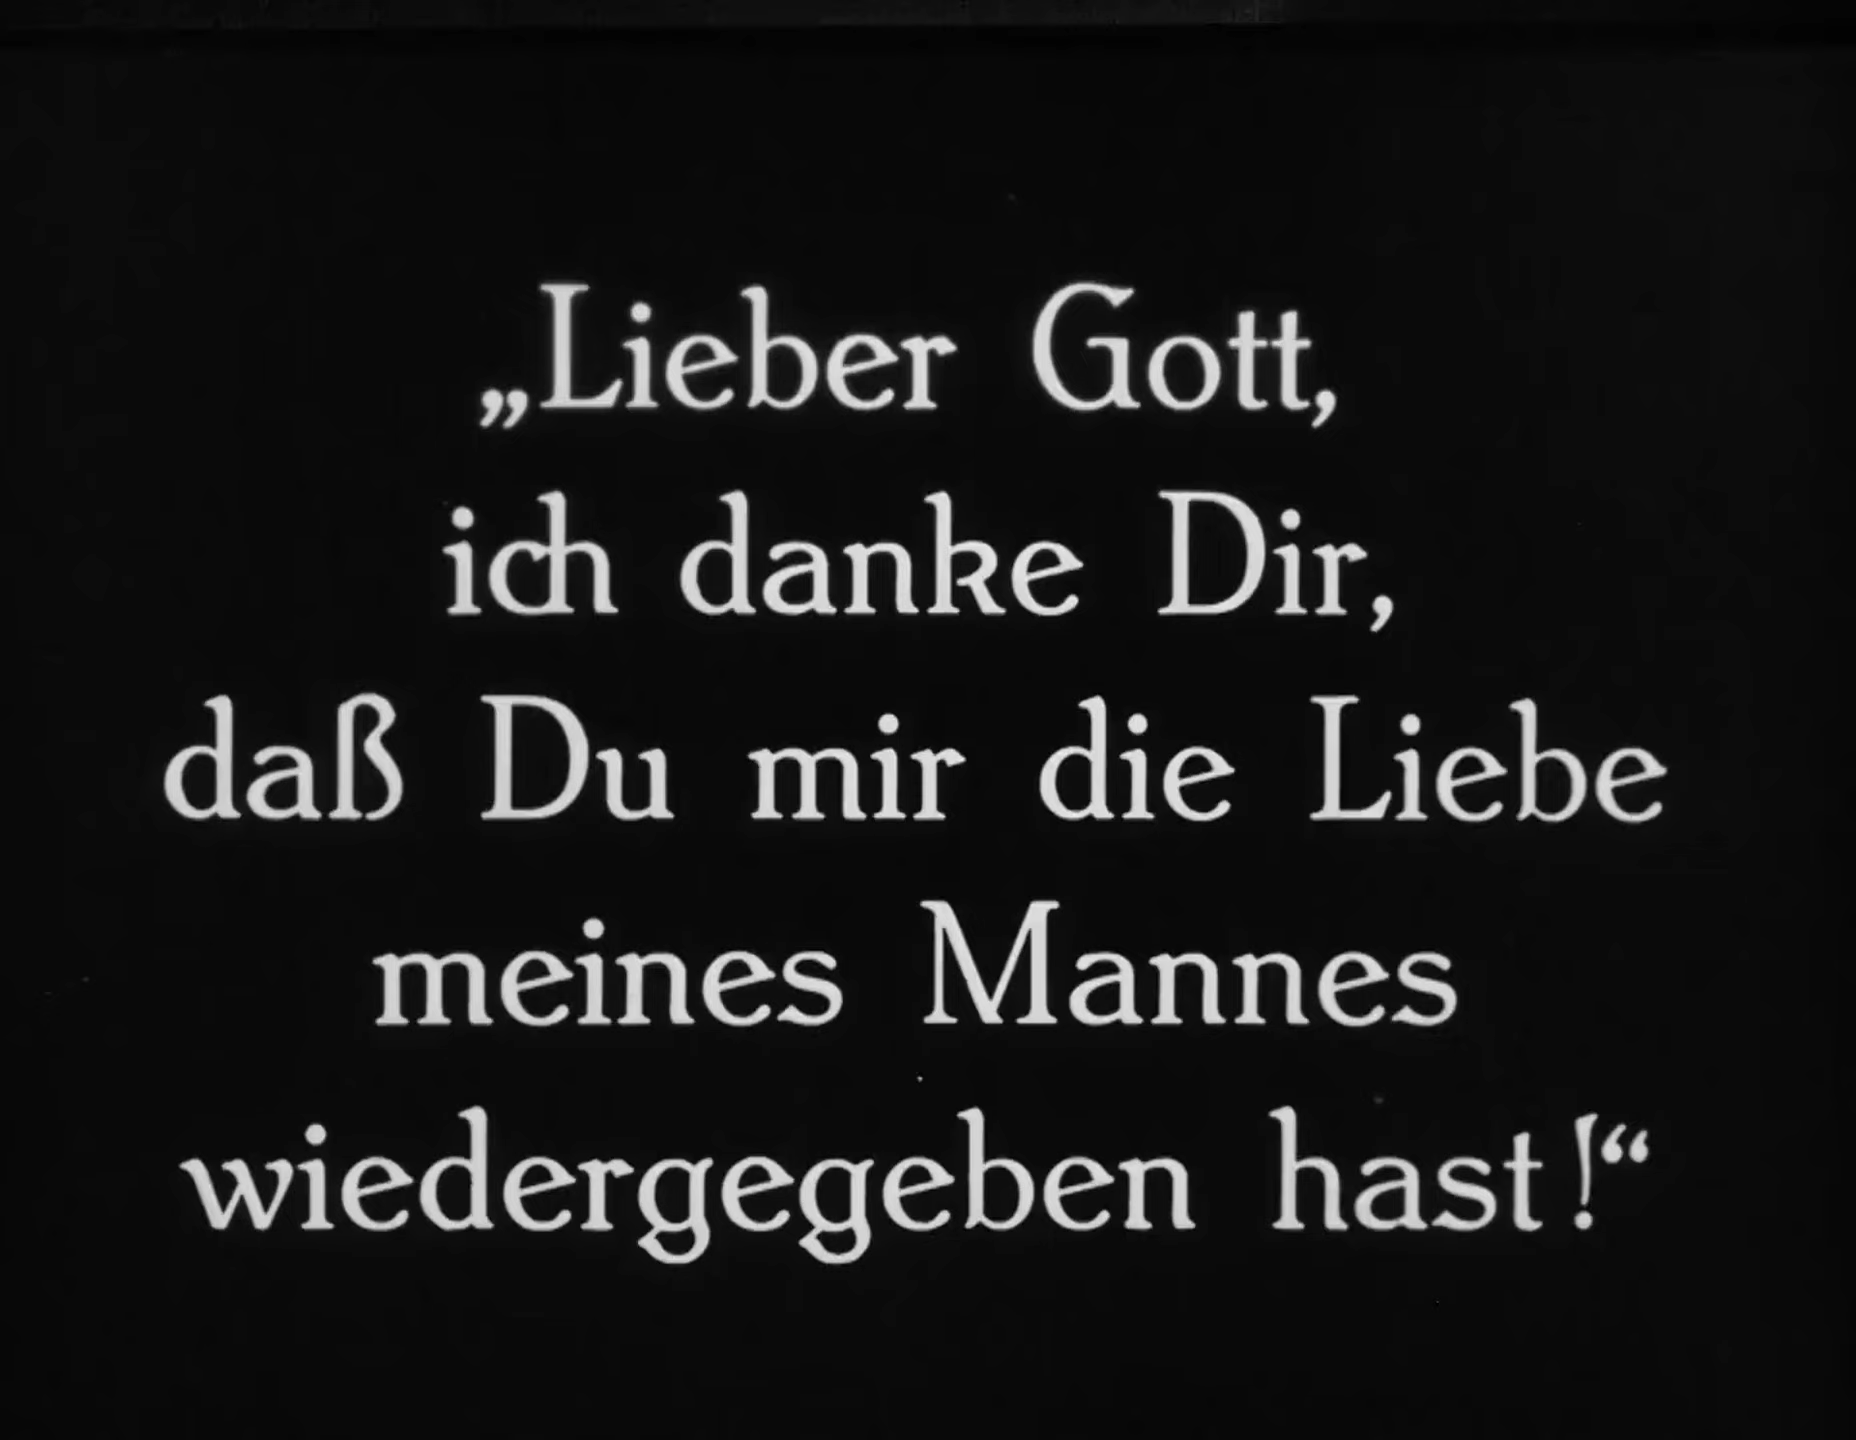 „Lieber Gott,
ich danke Dir,
daß Du mir die Liebe
meines Mannes
wiedergegeben hast!“